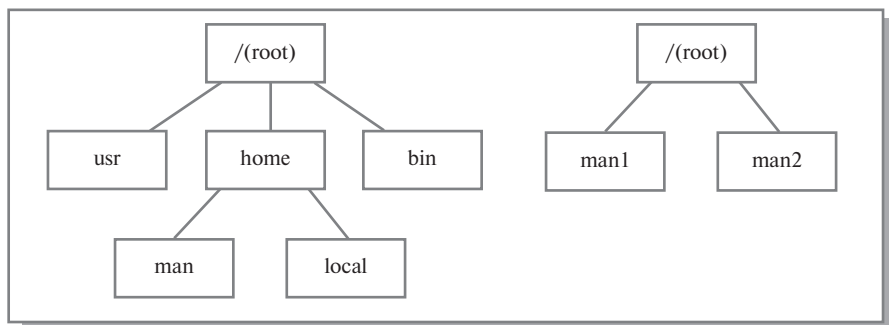 /(root)
/(root)
usr
home
bin
man1
man2
man
local